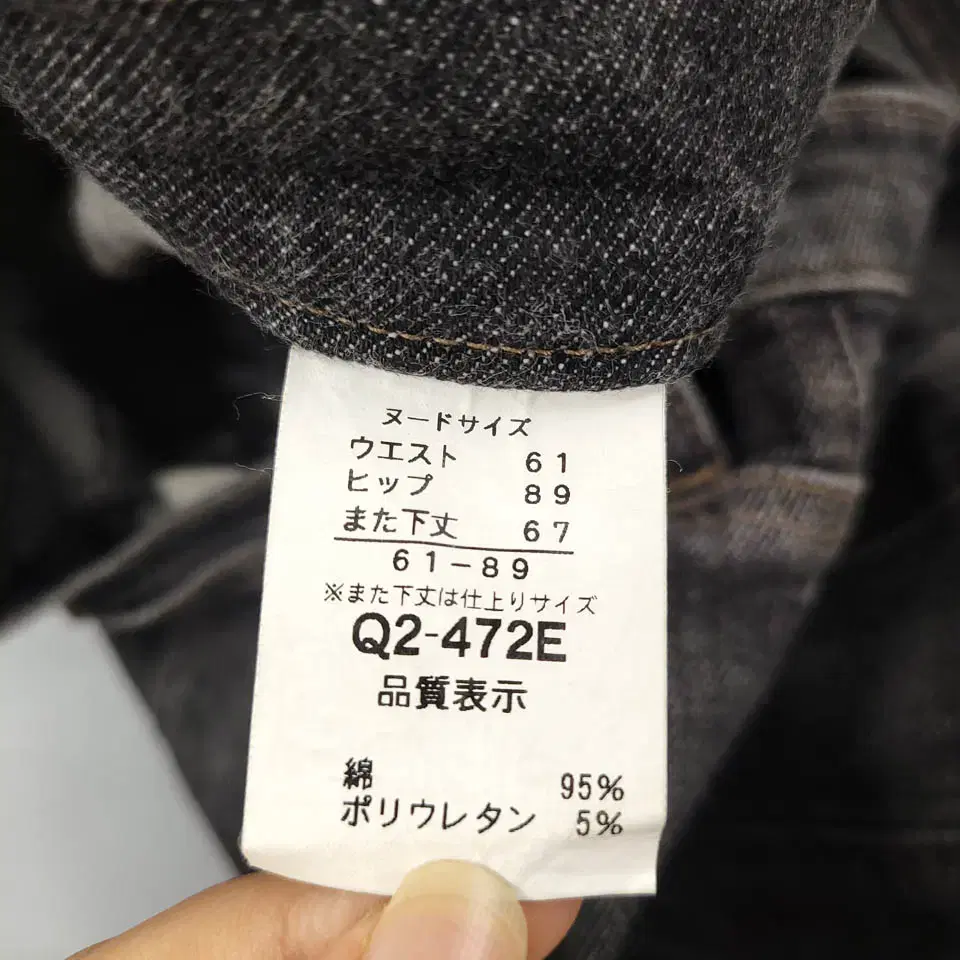 ヌードサイズ
ウエスト 61
ヒップ 89
また下丈 67
61-89
※また下丈は仕上りサイズ
Q2-472E
品質表示
綿 95%
ポリウレタン 5%